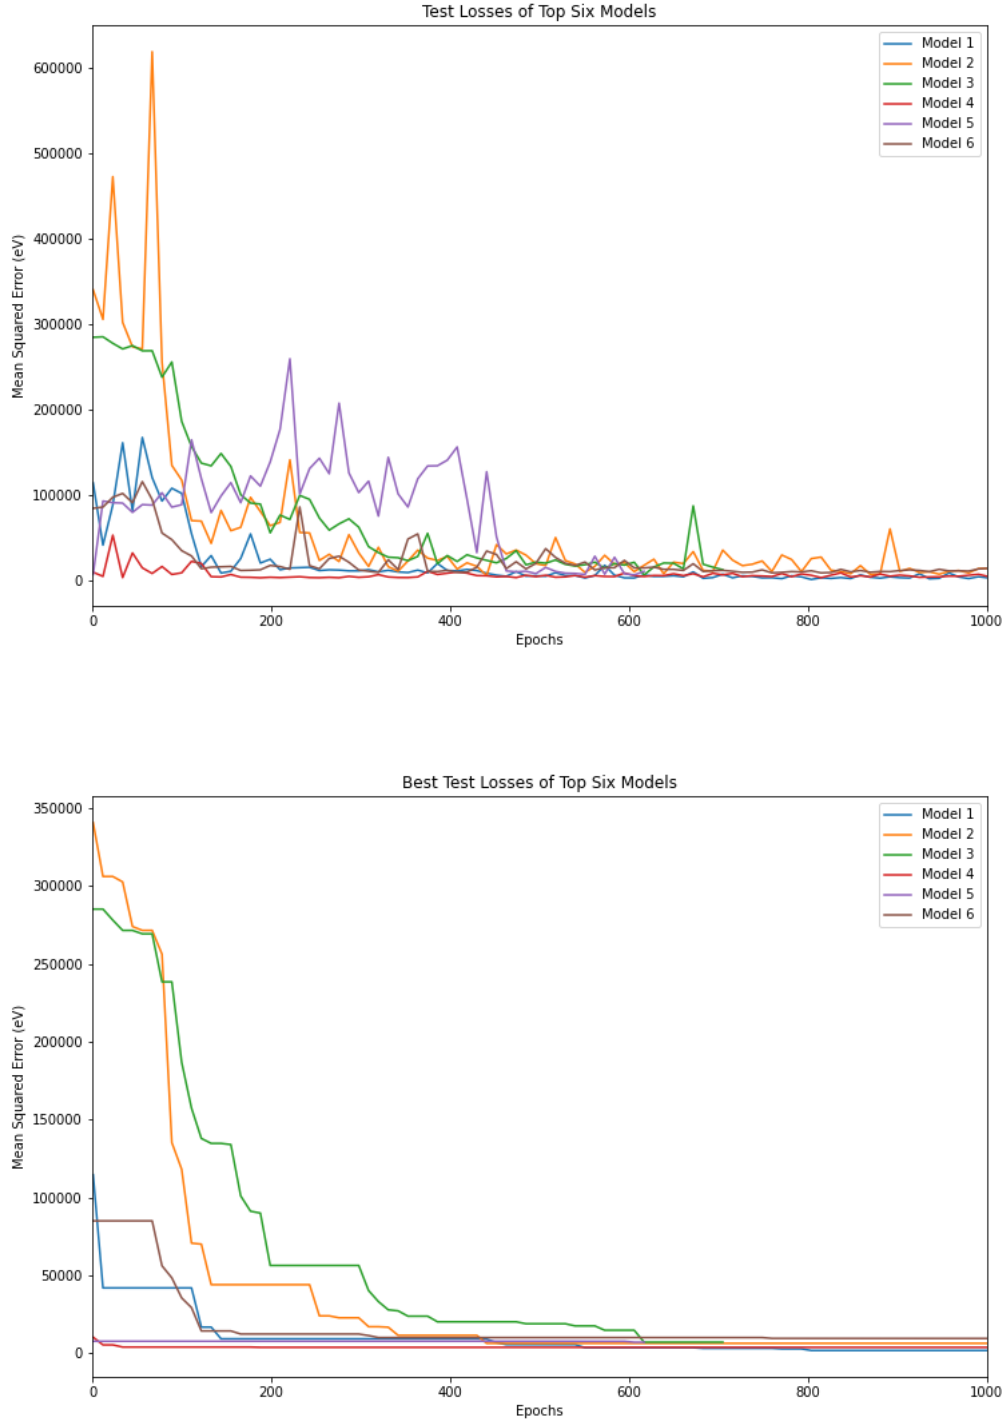 Test Losses of Top Six Models
Model 1
Model 2
Model 3
Model 4
Model 5
Model 6
600000
500000
400000
300000
200000
100000
0
Mean Squared Error (eV)
0 200 400 600 800 1000
Epochs
Best Test Losses of Top Six Models
Model 1
Model 2
Model 3
Model 4
Model 5
Model 6
350000
300000
250000
200000
150000
100000
50000
0
Mean Squared Error (eV)
0 200 400 600 800 1000
Epochs